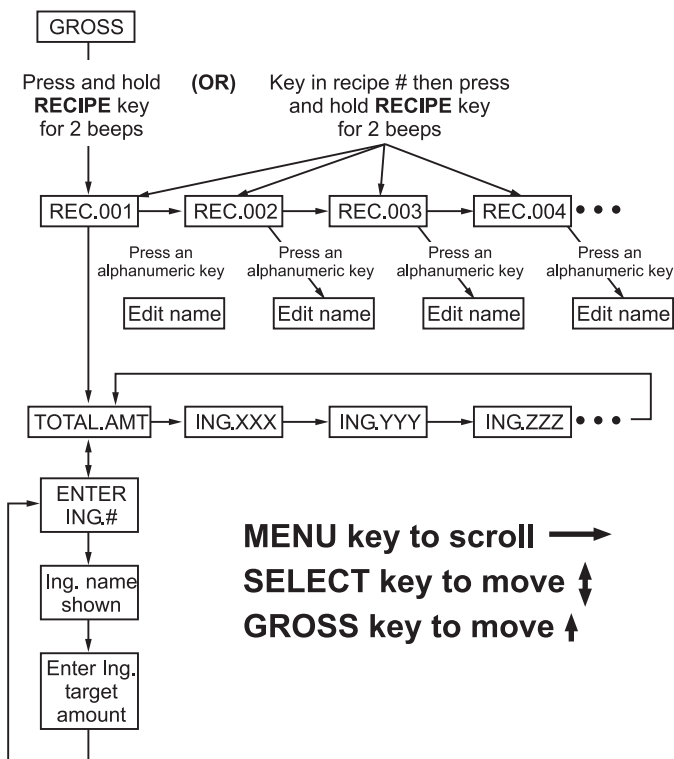 GROSS
Press and hold
RECIPE key
for 2 beeps
(OR)
Key in recipe # then press
and hold RECIPE key
for 2 beeps
REC.001
REC.002
REC.003
REC.004
Press an
alphanumeric key
Press an
alphanumeric key
Press an
alphanumeric key
Press an
alphanumeric key
Edit name
Edit name
Edit name
Edit name
TOTAL.AMT
ING.XXX
ING.YYY
ING.ZZZ
ENTER
ING.#
Ing. name
shown
Enter Ing.
target
amount
MENU key to scroll
SELECT key to move
GROSS key to move